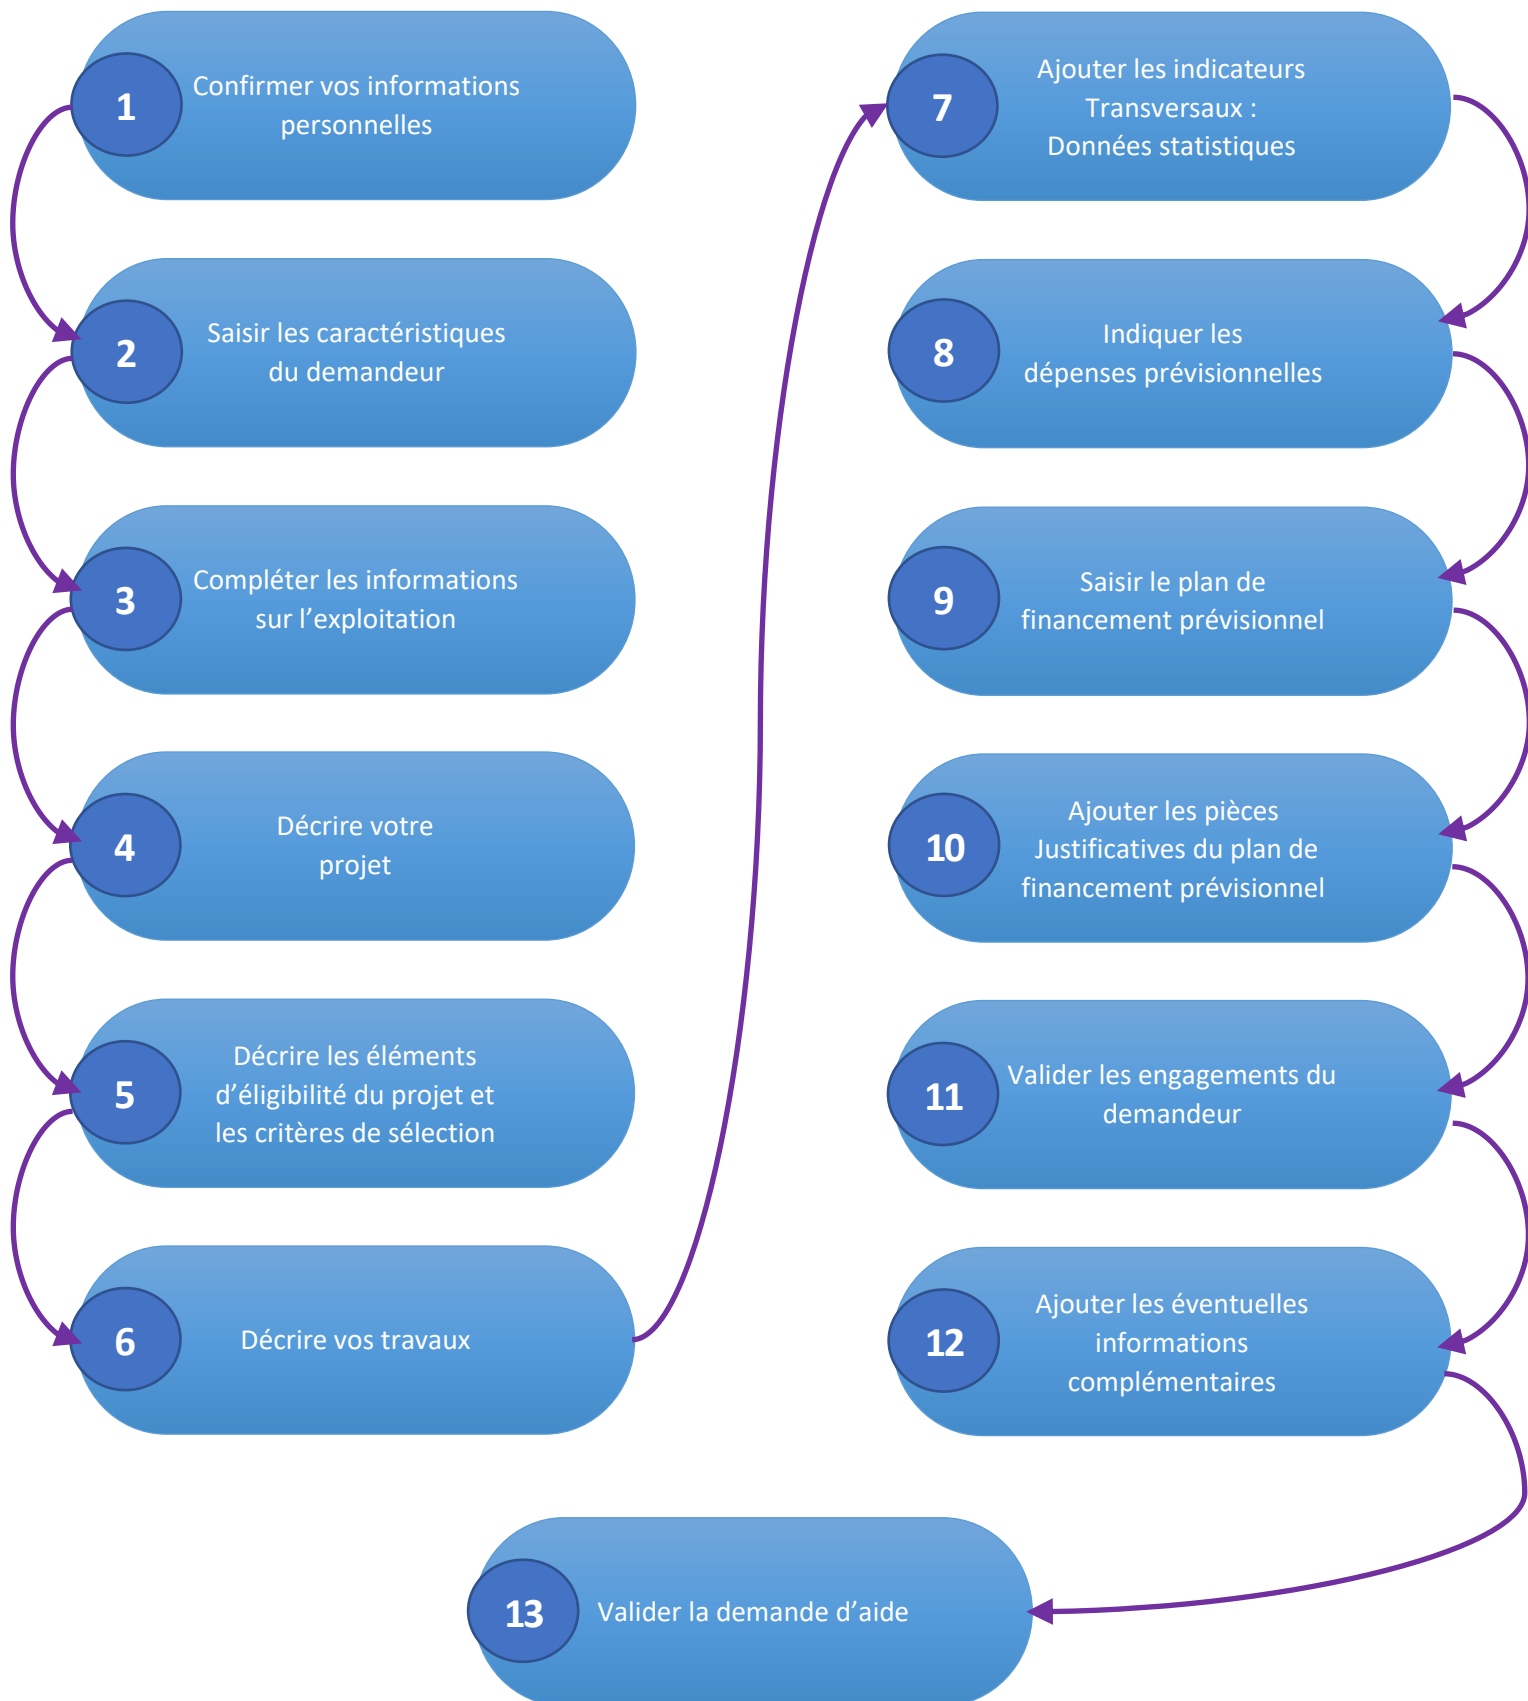 1
Confirmer vos informations
personnelles
2
Saisir les caractéristiques
du demandeur
3
Compléter les informations
sur l’exploitation
4
Décrire votre
projet
5
Décrire les éléments
d’éligibilité du projet et
les critères de sélection
6
Décrire vos travaux
7
Ajouter les indicateurs
Transversaux :
Données statistiques
8
Indiquer les
dépenses prévisionnelles
9
Saisir le plan de
financement prévisionnel
10
Ajouter les pièces
Justificatives du plan de
financement prévisionnel
11
Valider les engagements du
demandeur
12
Ajouter les éventuelles
informations
complémentaires
13
Valider la demande d’aide